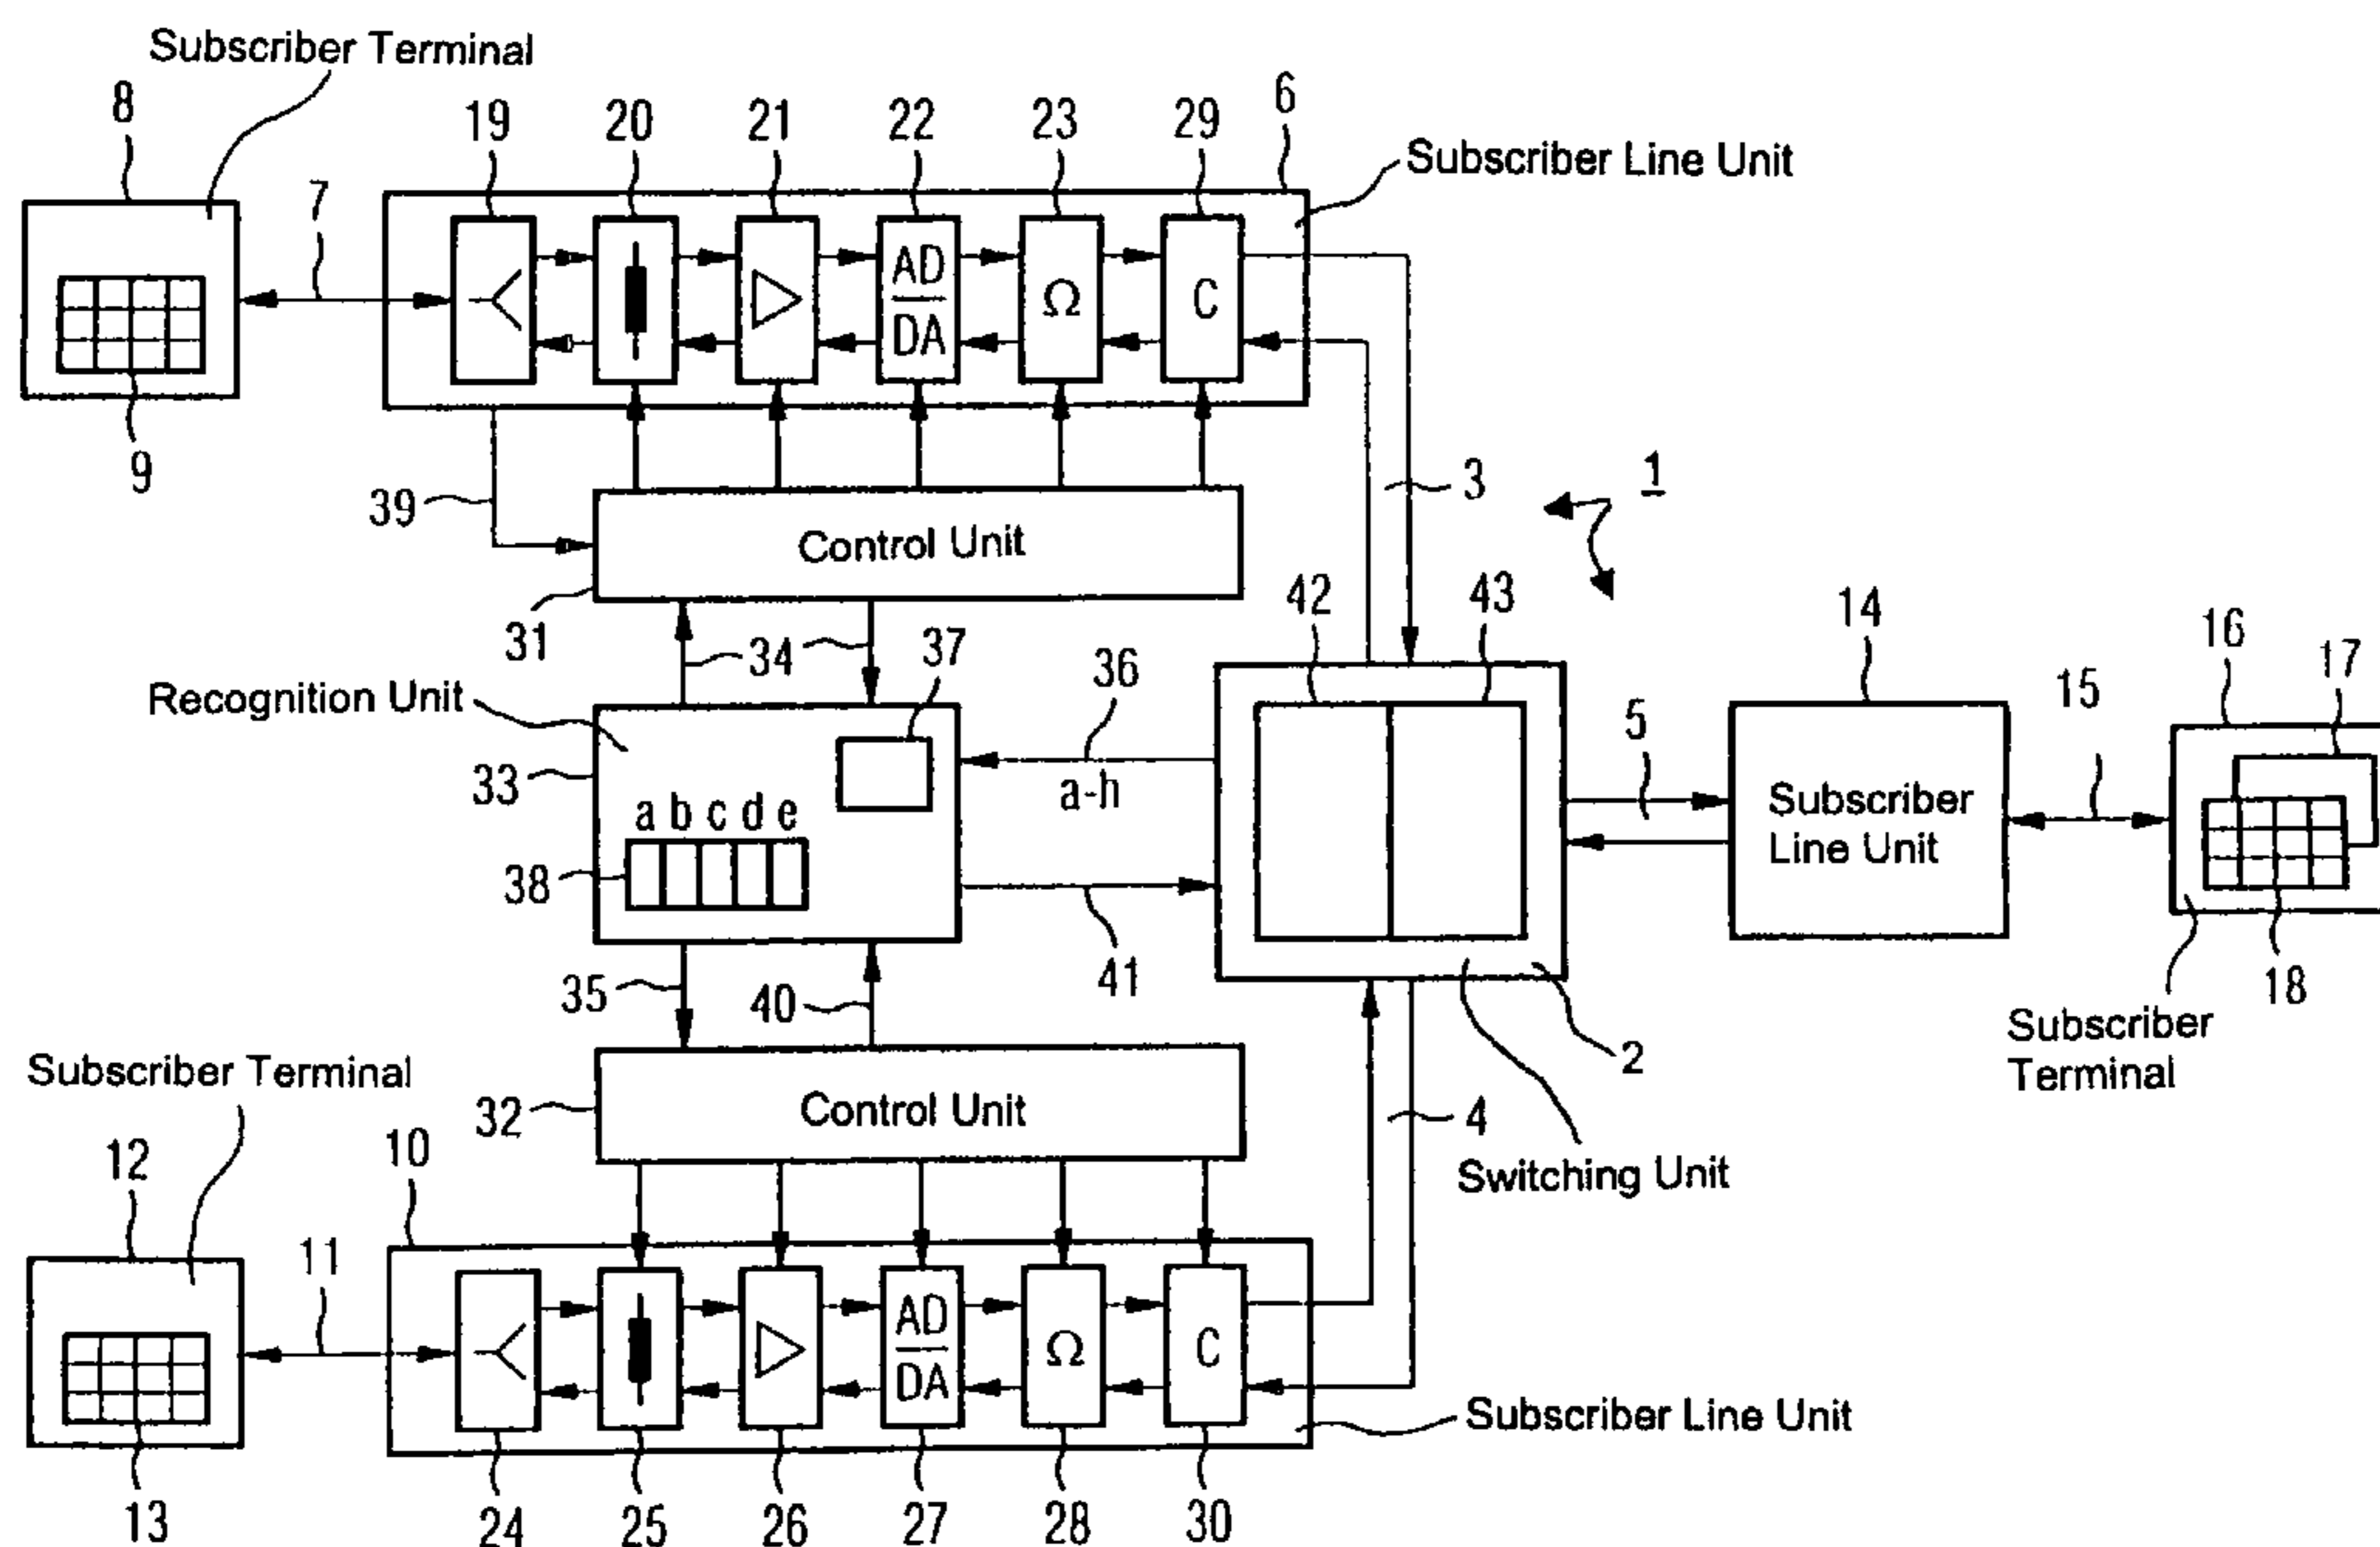 Subscriber Terminal
8
7
19
20
21
22
23
29
6
Subscriber Line Unit
AD
DA
Ω
C
9
39
3
1
Control Unit
31
34
37
36
42
43
14
16
17
15
Recognition Unit
33
a b c d e
38
a-h
5
Subscriber
Line Unit
41
18
35
40
Subscriber
Terminal
2
Subscriber Terminal
32
Control Unit
4
Switching Unit
12
10
11
AD
DA
Ω
C
Subscriber Line Unit
13
24
25
26
27
28
30